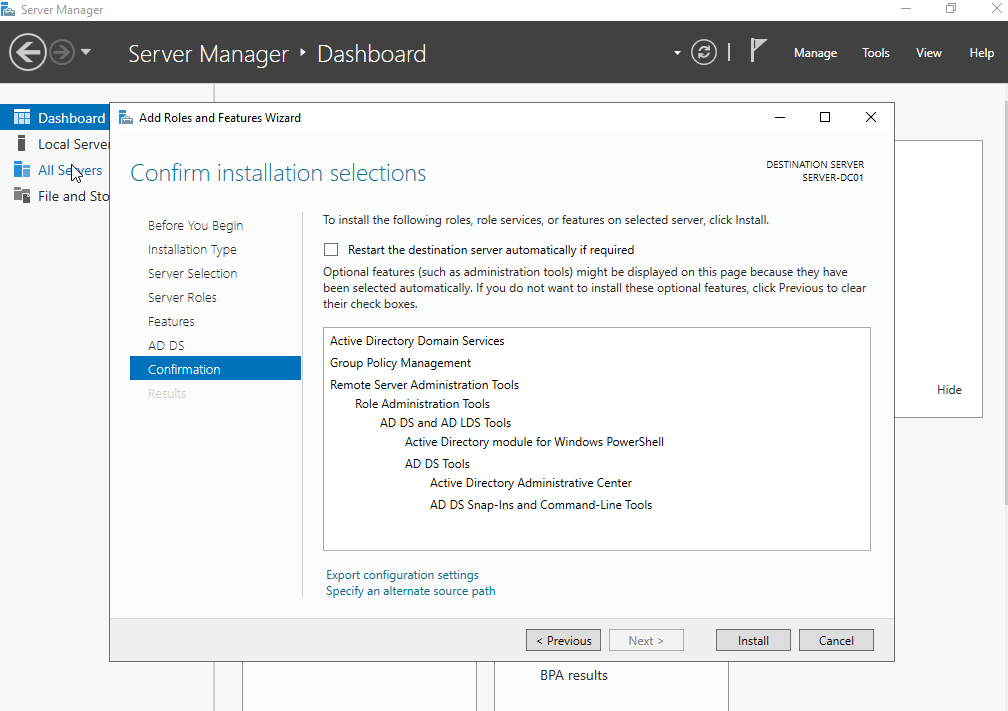 Server Manager
Server Manager ‣ Dashboard
Manage Tools View Help
Dashboard
Local Server
All Servers
File and Sto
Add Roles and Features Wizard
Confirm installation selections
DESTINATION SERVER
SERVER-DC01
Before You Begin
Installation Type
Server Selection
Server Roles
Features
AD DS
Confirmation
Results
To install the following roles, role services, or features on selected server, click Install.
Restart the destination server automatically if required
Optional features (such as administration tools) might be displayed on this page because they have
been selected automatically. If you do not want to install these optional features, click Previous to clear
their check boxes.
Active Directory Domain Services
Group Policy Management
Remote Server Administration Tools
Role Administration Tools
AD DS and AD LDS Tools
Active Directory module for Windows PowerShell
AD DS Tools
Active Directory Administrative Center
AD DS Snap-Ins and Command-Line Tools
Export configuration settings
Specify an alternate source path
< Previous Next > Install Cancel
Hide
BPA results